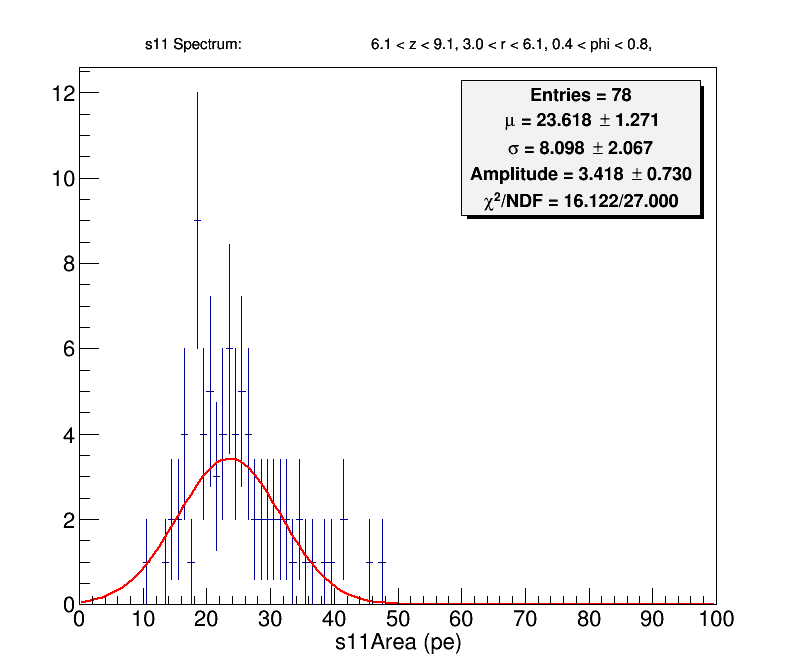 s11 Spectrum: 6.1 < z < 9.1, 3.0 < r < 6.1, 0.4 < phi < 0.8,
Entries = 78
μ = 23.618 ± 1.271
σ = 8.098 ± 2.067
Amplitude = 3.418 ± 0.730
χ²/NDF = 16.122/27.000
12
10
8
6
4
2
0
0 10 20 30 40 50 60 70 80 90 100
s11Area (pe)